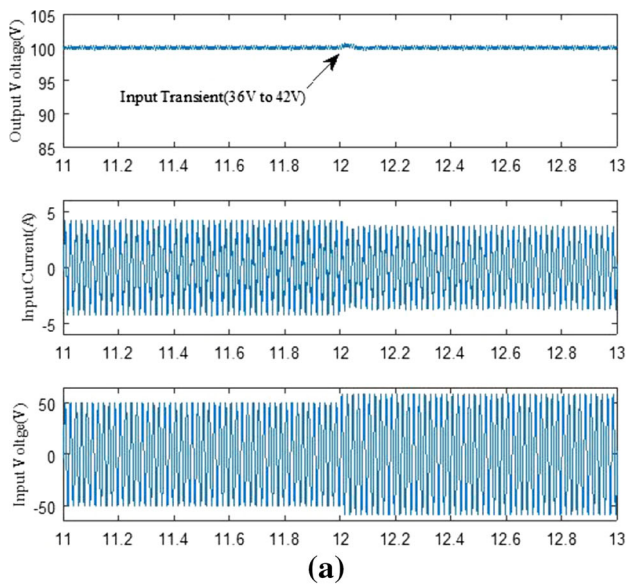 105
100
95
90
85
Output Voltags(V)
Input Transient(36V to 42V)
11 11.2 11.4 11.6 11.8 12 12.2 12.4 12.6 12.8 13
5
0
-5
Input Current(A)
11 11.2 11.4 11.6 11.8 12 12.2 12.4 12.6 12.8 13
50
0
-50
Input Voltgs(V)
11 11.2 11.4 11.6 11.8 12 12.2 12.4 12.6 12.8 13
(a)